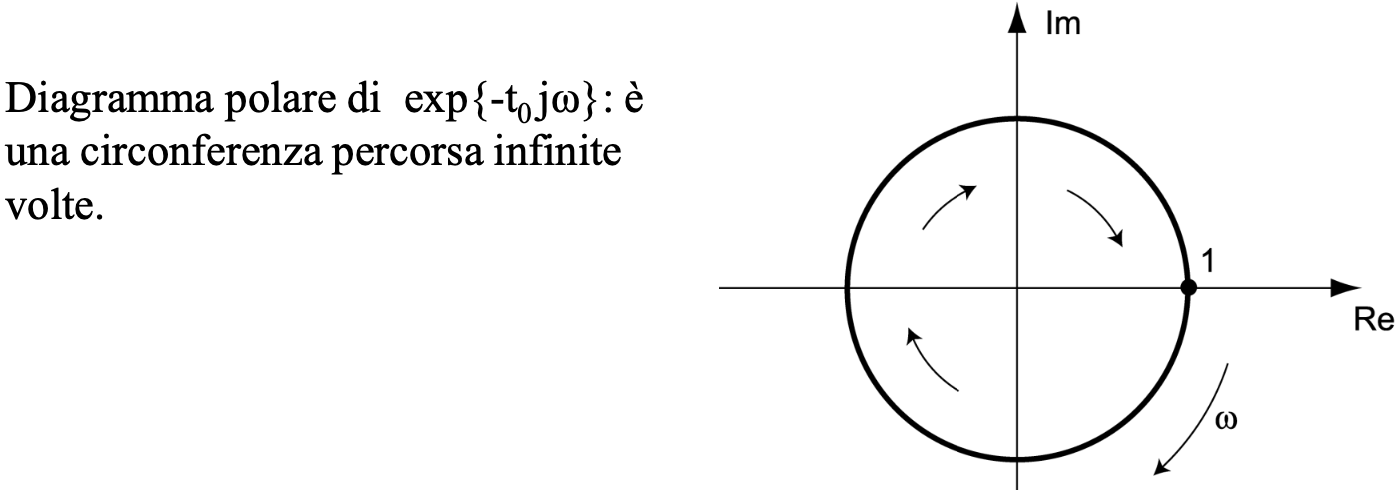 Diagramma polare di exp{-t₀jω}: è
una circonferenza percorsa infinite
volte.
Im
1
Re
ω